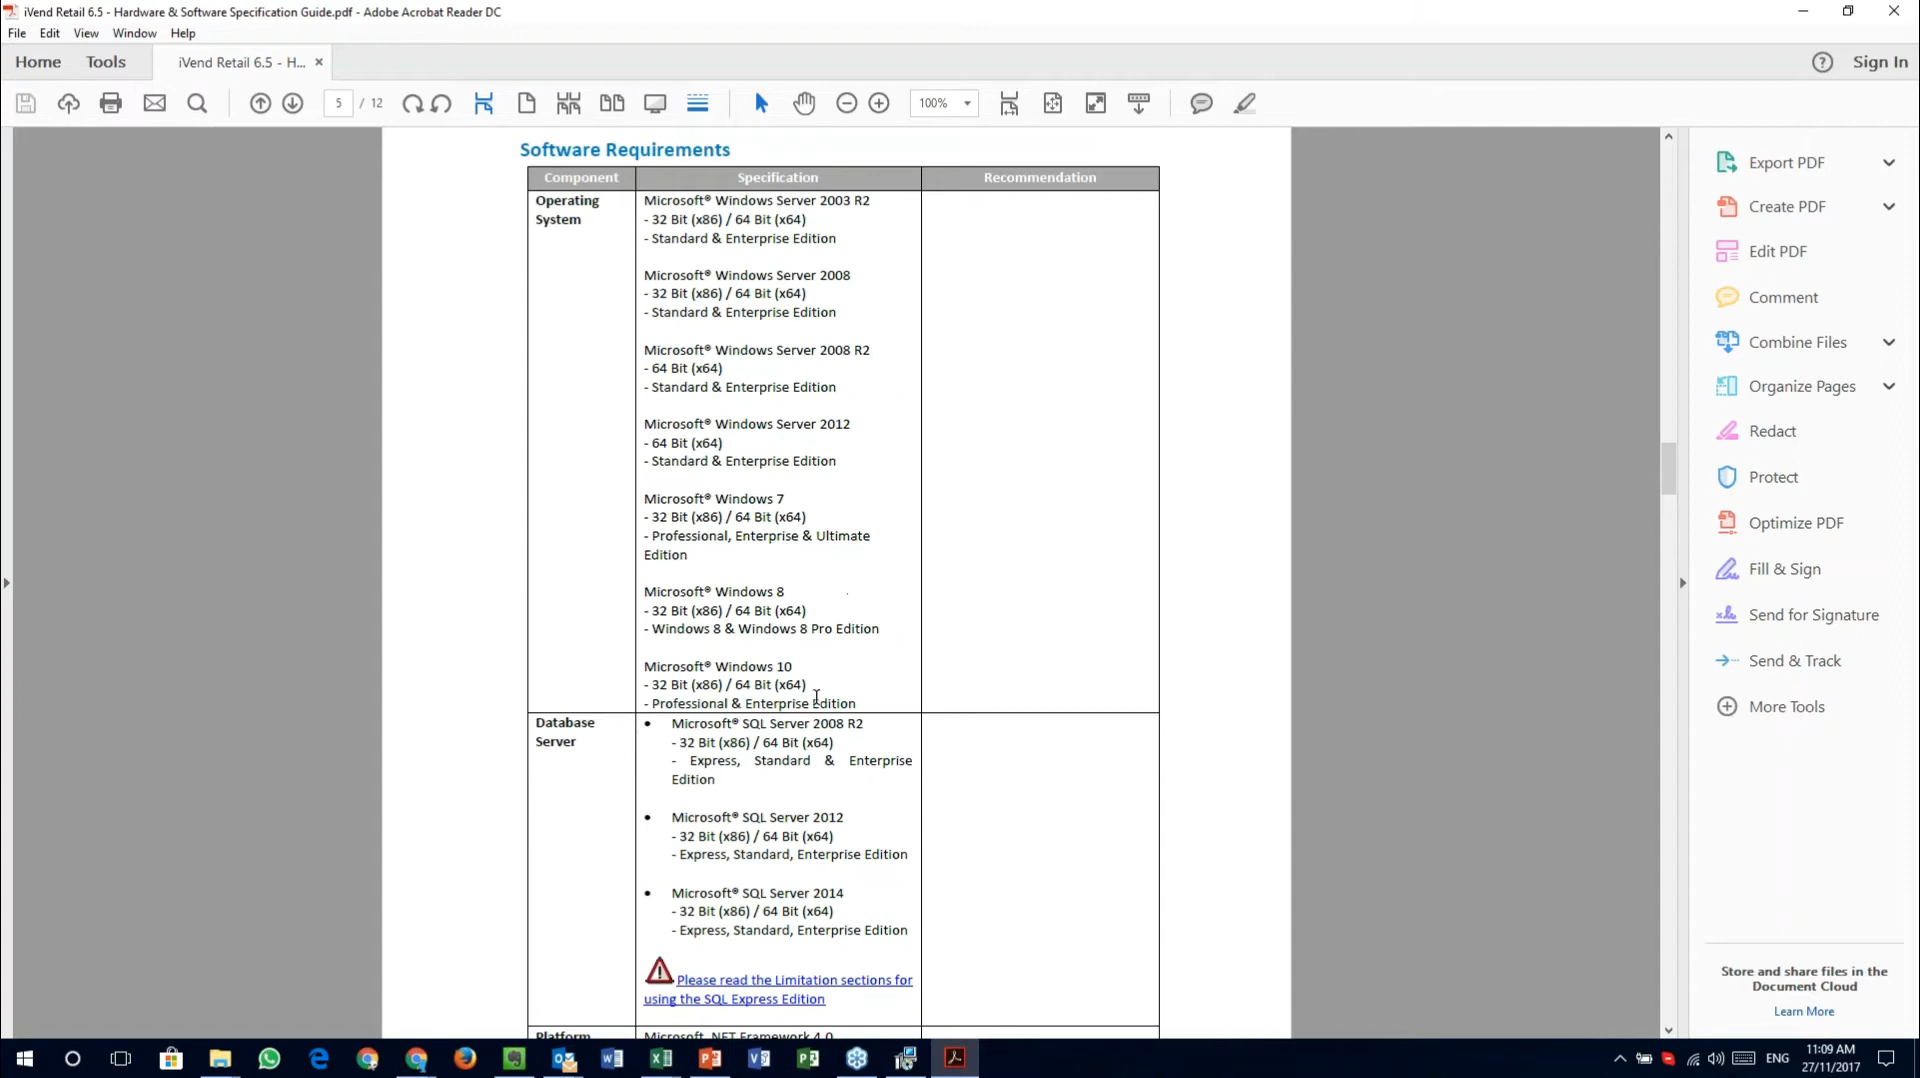 iVend Retail 6.5 - Hardware & Software Specification Guide.pdf - Adobe Acrobat Reader DC
File Edit View Window Help
Home Tools iVend Retail 6.5 - H... × Sign In
5 / 12 100%
Software Requirements
Component Specification Recommendation
Operating System
Microsoft® Windows Server 2003 R2
- 32 Bit (x86) / 64 Bit (x64)
- Standard & Enterprise Edition
Microsoft® Windows Server 2008
- 32 Bit (x86) / 64 Bit (x64)
- Standard & Enterprise Edition
Microsoft® Windows Server 2008 R2
- 64 Bit (x64)
- Standard & Enterprise Edition
Microsoft® Windows Server 2012
- 64 Bit (x64)
- Standard & Enterprise Edition
Microsoft® Windows 7
- 32 Bit (x86) / 64 Bit (x64)
- Professional, Enterprise & Ultimate
Edition
Microsoft® Windows 8
- 32 Bit (x86) / 64 Bit (x64)
- Windows 8 & Windows 8 Pro Edition
Microsoft® Windows 10
- 32 Bit (x86) / 64 Bit (x64)
- Professional & Enterprise Edition
Database
Server
• Microsoft® SQL Server 2008 R2
- 32 Bit (x86) / 64 Bit (x64)
- Express, Standard & Enterprise
Edition
• Microsoft® SQL Server 2012
- 32 Bit (x86) / 64 Bit (x64)
- Express, Standard, Enterprise Edition
• Microsoft® SQL Server 2014
- 32 Bit (x86) / 64 Bit (x64)
- Express, Standard, Enterprise Edition
Please read the Limitation sections for
using the SQL Express Edition
Platform Microsoft .NET Framework 4.0
Export PDF
Create PDF
Edit PDF
Comment
Combine Files
Organize Pages
Redact
Protect
Optimize PDF
Fill & Sign
Send for Signature
Send & Track
More Tools
Store and share files in the
Document Cloud
Learn More
ENG
11:09 AM
27/11/2017